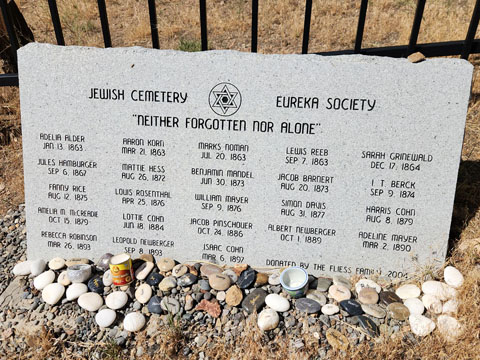 JEWISH CEMETERY EUREKA SOCIETY
"NEITHER FORGOTTEN NOR ALONE"
ADELIA ALDER
JAN 13, 1863
JULES HAMBURGER
SEP 6, 1867
FANNY RICE
AUG 12, 1875
AMELIA M. McCREADIE
OCT 15, 1879
REBECCA ROBINSON
MAR 26, 1893
AARON KORN
MAR 21, 1863
MATTIE HESS
AUG 26, 1872
LOUIS ROSENTHAL
APR 25, 1876
LOTTIE COHN
JUN 18, 1884
LEOPOLD NEWBERGER
SEP 8, 1893
MARKS NOMAN
JUL 20, 1863
BENJAMIN MANDEL
JUN 30, 1873
WILLIAM MAYER
SEP 9, 1876
JACOB PINSCHOUER
JAN 24, 1886
ISAAC COHN
MAR 6, 1897
LEWIS REEB
SEP 7, 1863
JACOB BARNERT
AUG 20, 1873
SIMON DAVIS
AUG 31, 1877
ALBERT NEWBERGER
OCT 1, 1889
SARAH GRINEWALD
DEC 17, 1864
I. T. BERCK
SEP 9, 1874
HARRIS COHN
AUG 8, 1879
ADELINE MAYER
MAR 2, 1890
DONATED BY THE FLIESS FAMILY 2004